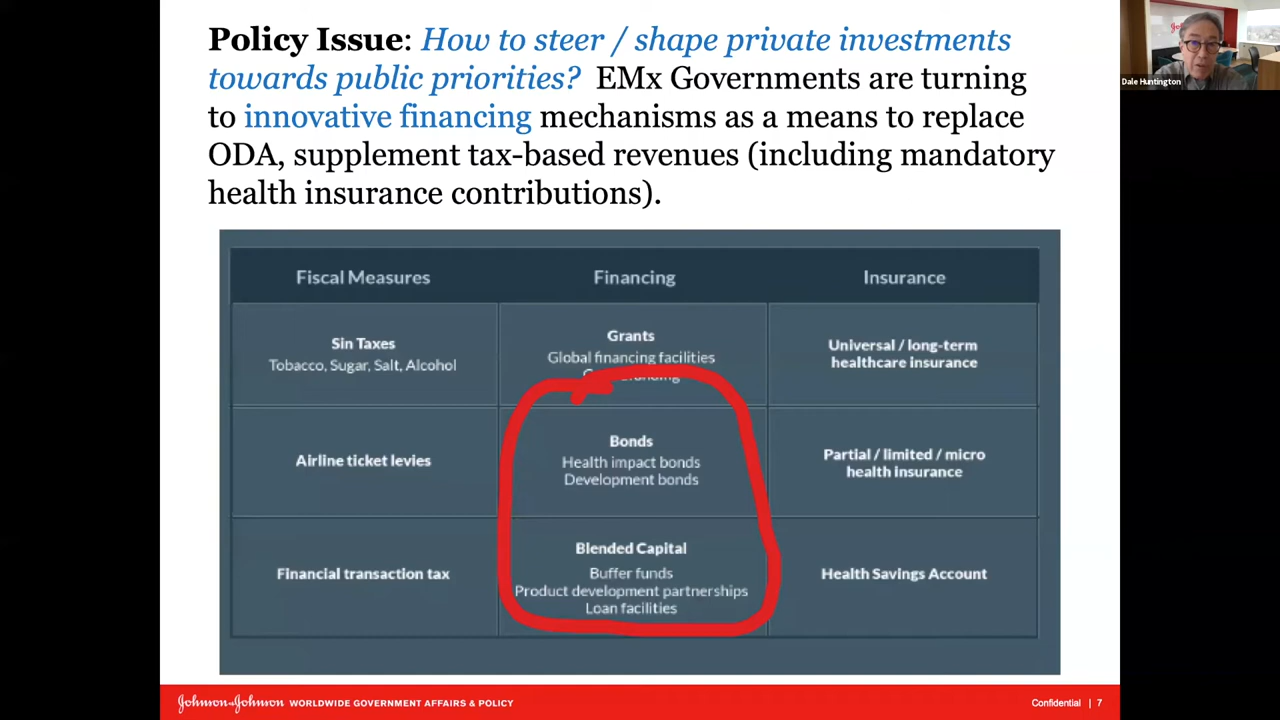 Policy Issue: How to steer / shape private investments
towards public priorities? EMx Governments are turning
to innovative financing mechanisms as a means to replace
ODA, supplement tax-based revenues (including mandatory
health insurance contributions).
Dale Huntington
Fiscal Measures
Financing
Insurance
Sin Taxes
Tobacco, Sugar, Salt, Alcohol
Grants
Global financing facilities
Universal / long-term
healthcare insurance
Airline ticket levies
Bonds
Health impact bonds
Development bonds
Partial / limited / micro
health insurance
Financial transaction tax
Blended Capital
Buffer funds
Product development partnerships
Loan facilities
Health Savings Account
Johnson & Johnson WORLDWIDE GOVERNMENT AFFAIRS & POLICY
Confidential | 7